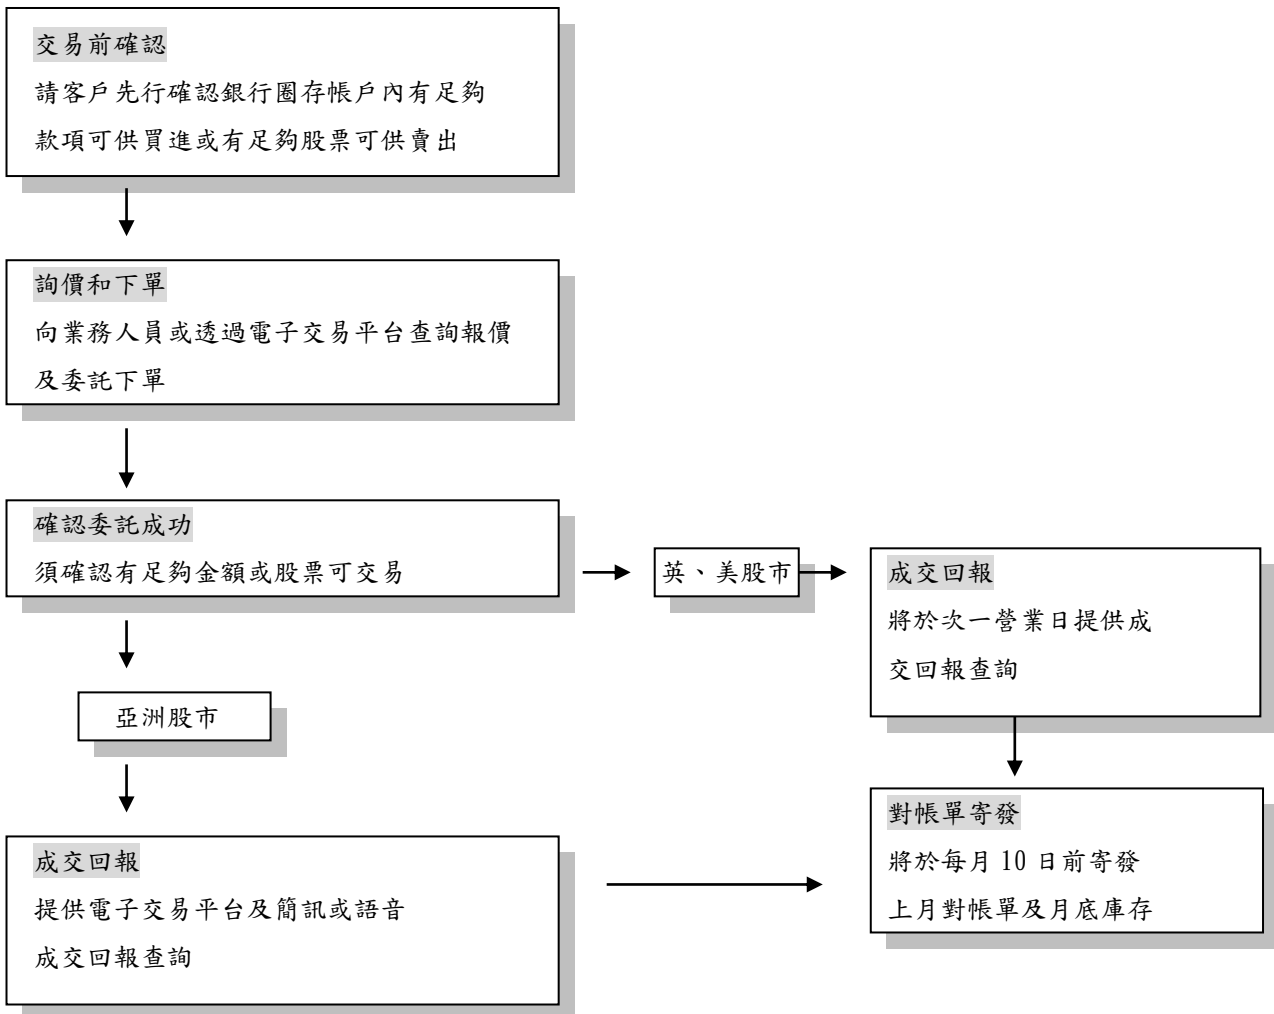 交易前確認
請客戶先行確認銀行圈存帳戶內有足夠
款項可供買進或有足夠股票可供賣出
詢價和下單
向業務人員或透過電子交易平台查詢報價
及委託下單
確認委託成功
須確認有足夠金額或股票可交易
英、美股市
成交回報
將於次一營業日提供成
交回報查詢
亞洲股市
對帳單寄發
將於每月 10 日前寄發
上月對帳單及月底庫存
成交回報
提供電子交易平台及簡訊或語音
成交回報查詢